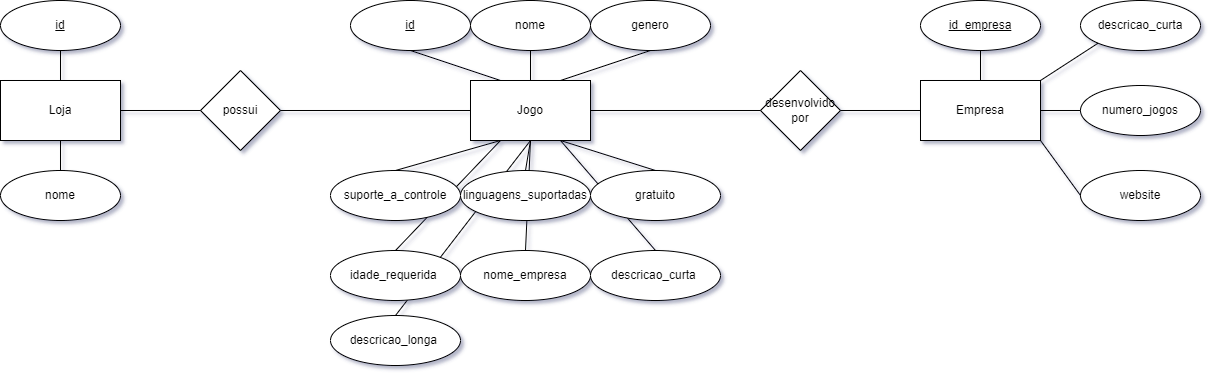 id
id
nome
genero
id_empresa
descricao_curta
Loja
possui
Jogo
desenvolvido
por
Empresa
numero_jogos
nome
suporte_a_controle
linguagens_suportadas
gratuito
website
idade_requerida
nome_empresa
descricao_curta
descricao_longa